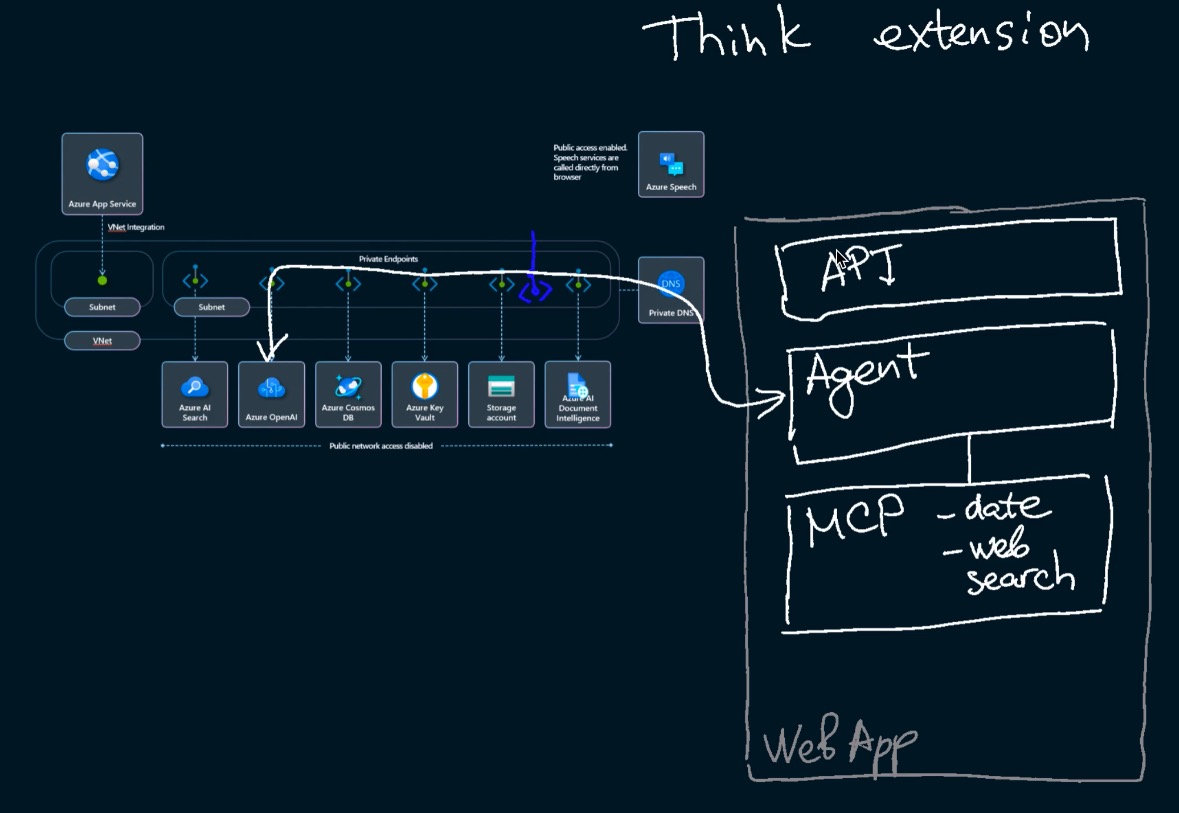 Think extension
Public access enabled.
Speech services are
called directly from
browser
Azure Speech
Azure App Service
VNet Integration
Private Endpoints
Subnet
Subnet
VNet
DNS
Private DNS
Azure AI
Search
Azure OpenAI
Azure Cosmos
DB
Azure Key
Vault
Storage
account
Azure AI
Document
Intelligence
Public network access disabled
API
Agent
MCP
- date
- web
search
Web App